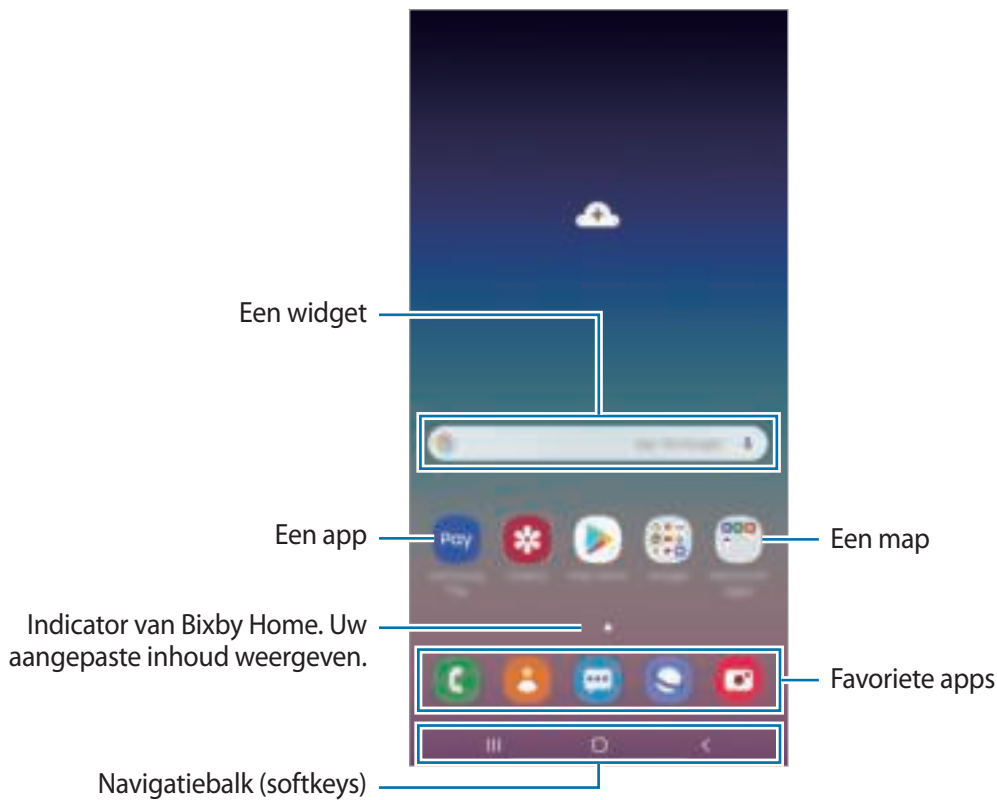 Een widget
Een app
Pay
Een map
Indicator van Bixby Home. Uw
aangepaste inhoud weergeven.
Favoriete apps
Navigatiebalk (softkeys)